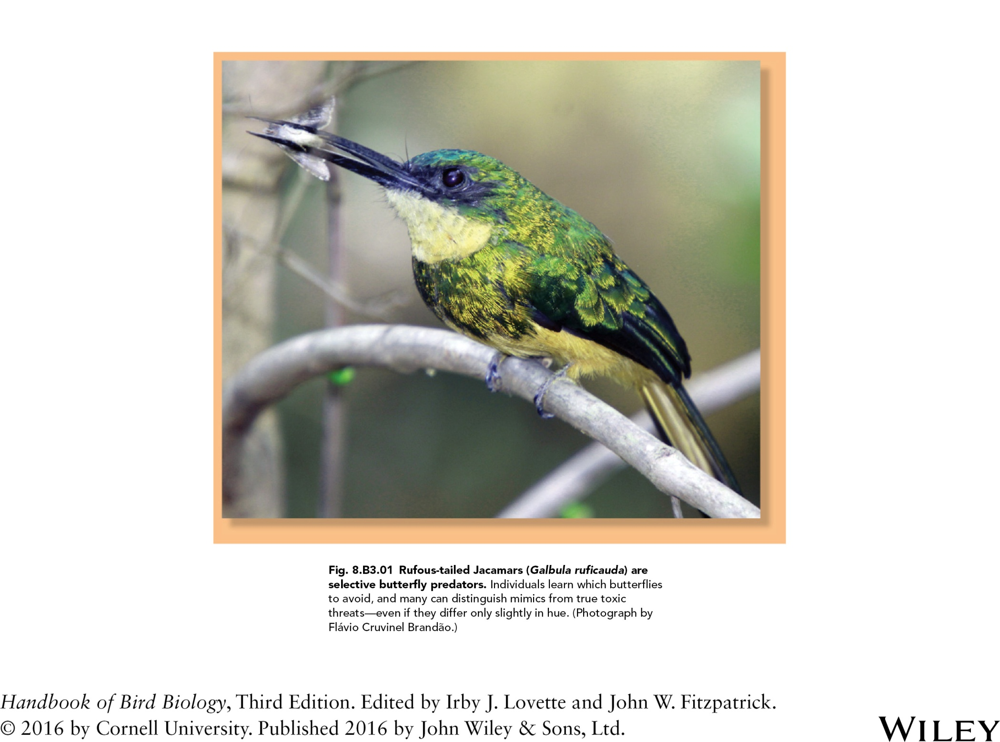 Fig. 8.B3.01 Rufous-tailed Jacamars (Galbula ruficauda) are
selective butterfly predators. Individuals learn which butterflies
to avoid, and many can distinguish mimics from true toxic
threats—even if they differ only slightly in hue. (Photograph by
Flávio Cruvinel Brandão.)
Handbook of Bird Biology, Third Edition. Edited by Irby J. Lovette and John W. Fitzpatrick.
© 2016 by Cornell University. Published 2016 by John Wiley & Sons, Ltd.
WILEY